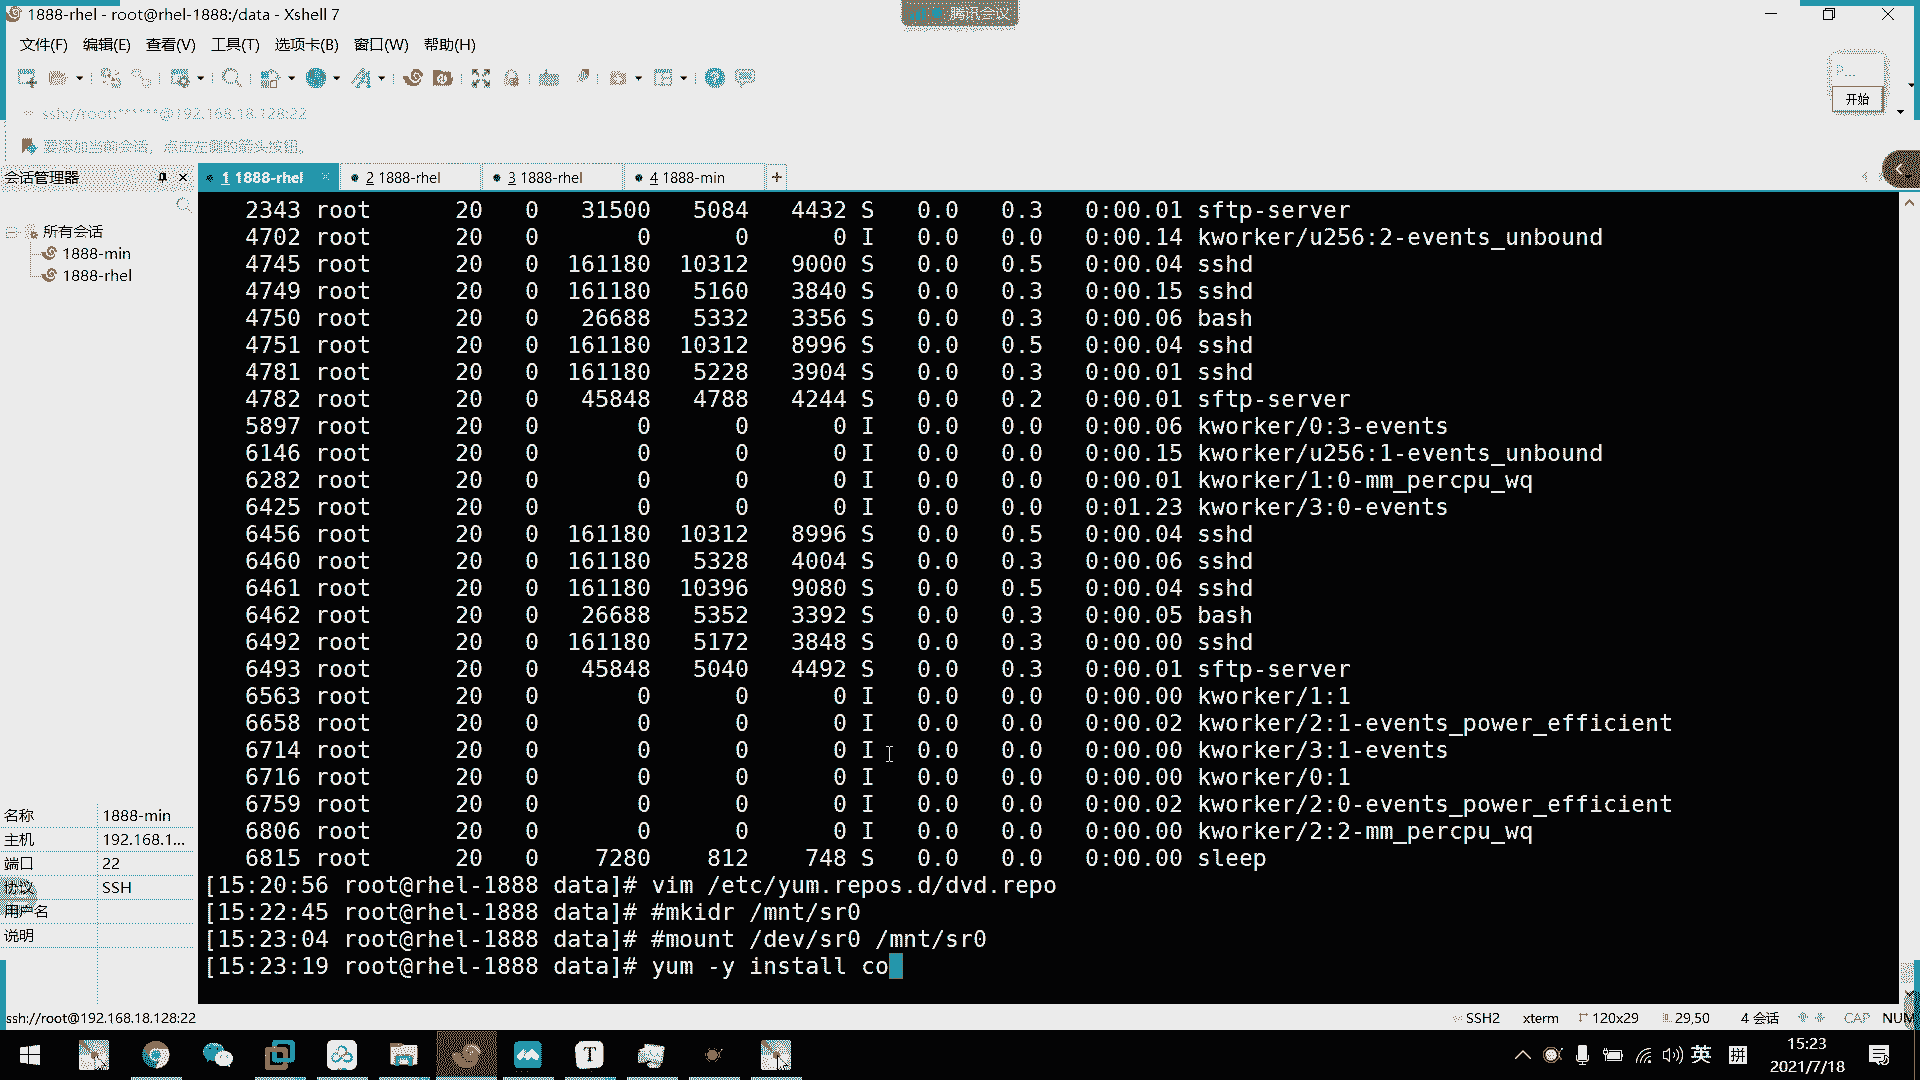 1888-rhel - root@rhel-1888:/data - Xshell 7
腾讯会议
文件(F) 编辑(E) 查看(V) 工具(T) 选项卡(B) 窗口(W) 帮助(H)
P...
开始
ssh://root:******@192.168.18.128:22
要添加当前会话，点击左侧的箭头按钮。
会话管理器
1 1888-rhel
2 1888-rhel
3 1888-rhel
4 1888-min
所有会话
1888-min
1888-rhel
2343 root 20 0 31500 5084 4432 S 0.0 0.3 0:00.01 sftp-server
4702 root 20 0 0 0 0 I 0.0 0.0 0:00.14 kworker/u256:2-events_unbound
4745 root 20 0 161180 10312 9000 S 0.0 0.5 0:00.04 sshd
4749 root 20 0 161180 5160 3840 S 0.0 0.3 0:00.15 sshd
4750 root 20 0 26688 5332 3356 S 0.0 0.3 0:00.06 bash
4751 root 20 0 161180 10312 8996 S 0.0 0.5 0:00.04 sshd
4781 root 20 0 161180 5228 3904 S 0.0 0.3 0:00.01 sshd
4782 root 20 0 45848 4788 4244 S 0.0 0.2 0:00.01 sftp-server
5897 root 20 0 0 0 0 I 0.0 0.0 0:00.06 kworker/0:3-events
6146 root 20 0 0 0 0 I 0.0 0.0 0:00.15 kworker/u256:1-events_unbound
6282 root 20 0 0 0 0 I 0.0 0.0 0:00.01 kworker/1:0-mm_percpu_wq
6425 root 20 0 0 0 0 I 0.0 0.0 0:01.23 kworker/3:0-events
6456 root 20 0 161180 10312 8996 S 0.0 0.5 0:00.04 sshd
6460 root 20 0 161180 5328 4004 S 0.0 0.3 0:00.06 sshd
6461 root 20 0 161180 10396 9080 S 0.0 0.5 0:00.04 sshd
6462 root 20 0 26688 5352 3392 S 0.0 0.3 0:00.05 bash
6492 root 20 0 161180 5172 3848 S 0.0 0.3 0:00.00 sshd
6493 root 20 0 45848 5040 4492 S 0.0 0.3 0:00.01 sftp-server
6563 root 20 0 0 0 0 I 0.0 0.0 0:00.00 kworker/1:1
6658 root 20 0 0 0 0 I 0.0 0.0 0:00.02 kworker/2:1-events_power_efficient
6714 root 20 0 0 0 0 I 0.0 0.0 0:00.00 kworker/3:1-events
6716 root 20 0 0 0 0 I 0.0 0.0 0:00.00 kworker/0:1
6759 root 20 0 0 0 0 I 0.0 0.0 0:00.02 kworker/2:0-events_power_efficient
6806 root 20 0 0 0 0 I 0.0 0.0 0:00.00 kworker/2:2-mm_percpu_wq
6815 root 20 0 7280 812 748 S 0.0 0.0 0:00.00 sleep
[15:20:56 root@rhel-1888 data]# vim /etc/yum.repos.d/dvd.repo
[15:22:45 root@rhel-1888 data]# #mkidr /mnt/sr0
[15:23:04 root@rhel-1888 data]# #mount /dev/sr0 /mnt/sr0
[15:23:19 root@rhel-1888 data]# yum -y install co
名称 1888-min
主机 192.168.1...
端口 22
协议 SSH
用户名
说明
ssh://root@192.168.18.128:22
SSH2 xterm 120x29 29,50 4 会话 CAP NUM
英 拼
15:23
2021/7/18